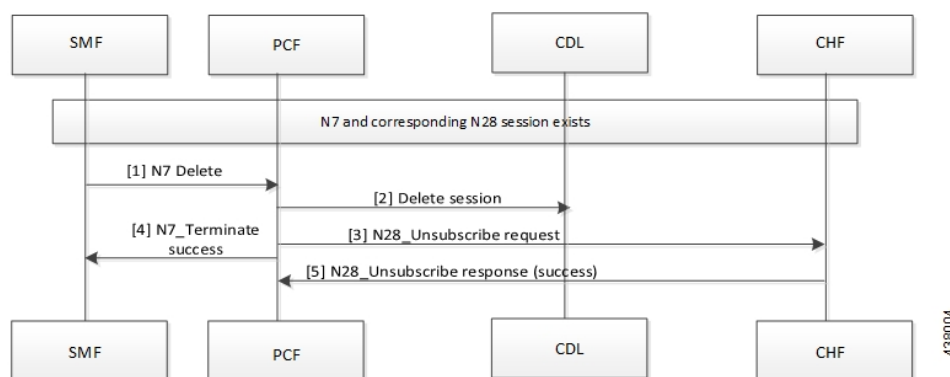 SMF
PCF
CDL
CHF
N7 and corresponding N28 session exists
[1] N7 Delete
[2] Delete session
[4] N7_Terminate
success
[3] N28_Unsubscribe request
[5] N28_Unsubscribe response (success)
SMF
PCF
CDL
CHF